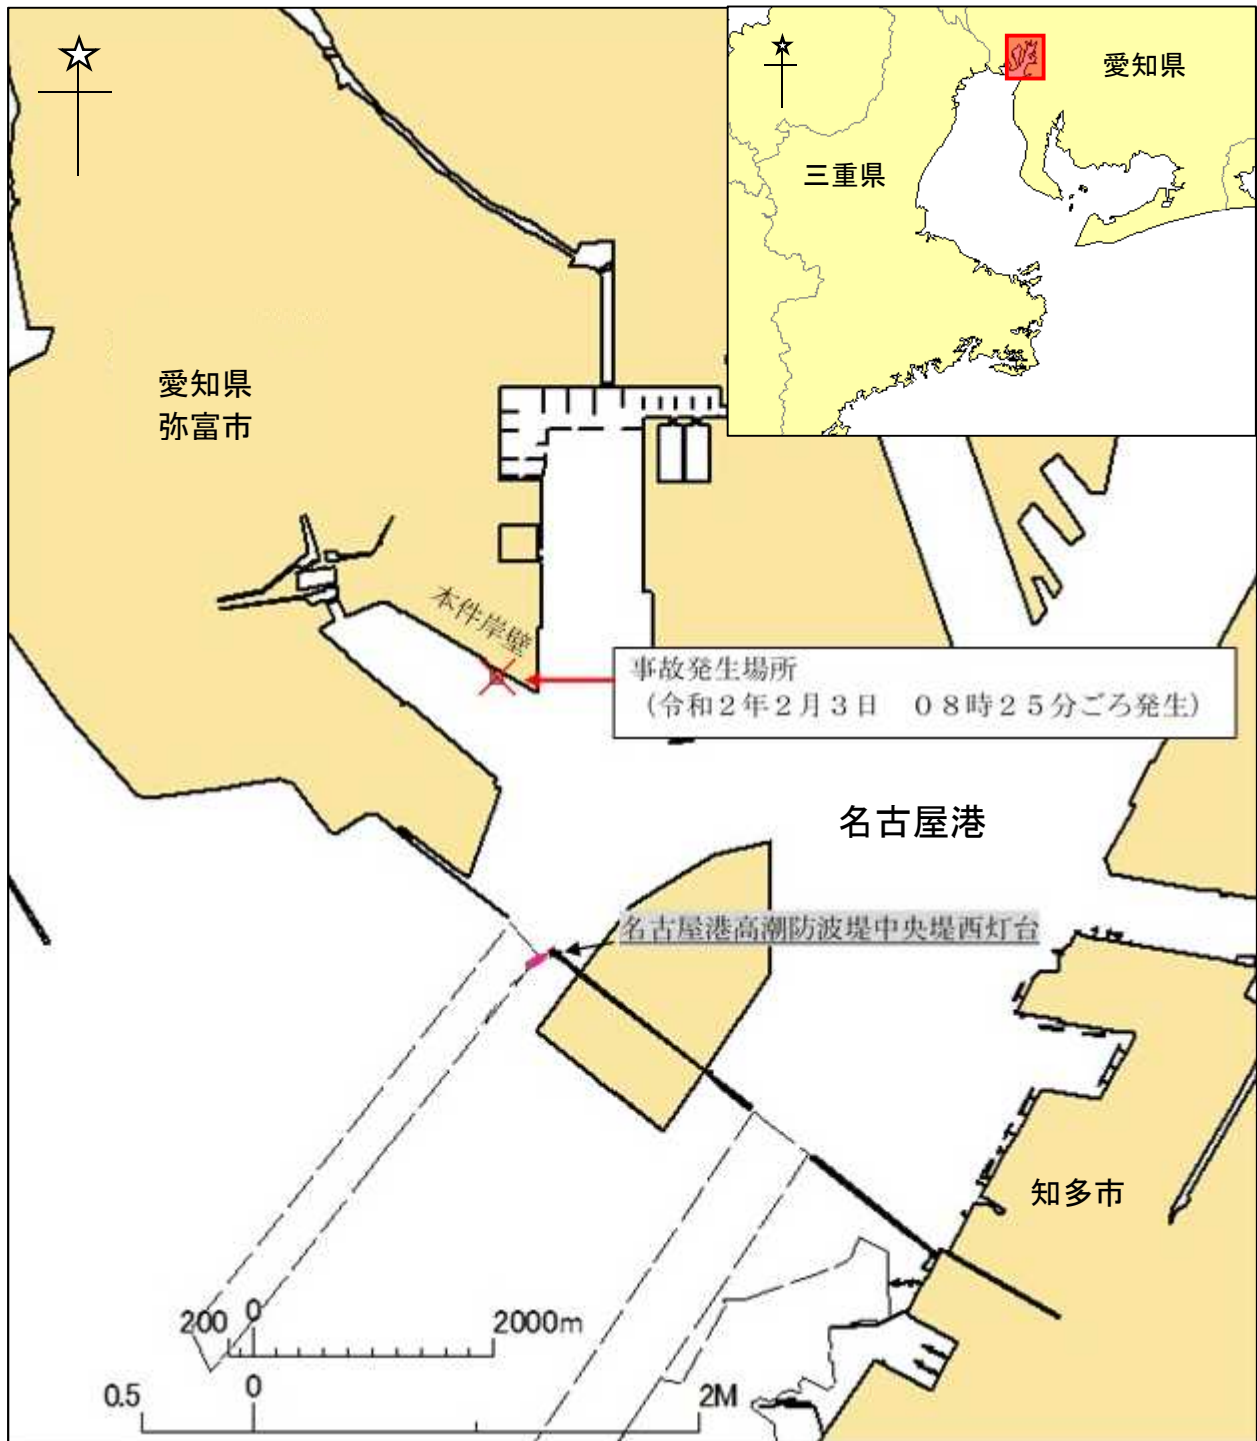 愛知県
三重県
愛知県
弥富市
本件岸壁
事故発生場所
（令和２年２月３日　０８時２５分ごろ発生）
名古屋港
名古屋港高潮防波堤中央堤西灯台
知多市
200 0 2000m
0.5 0 2M